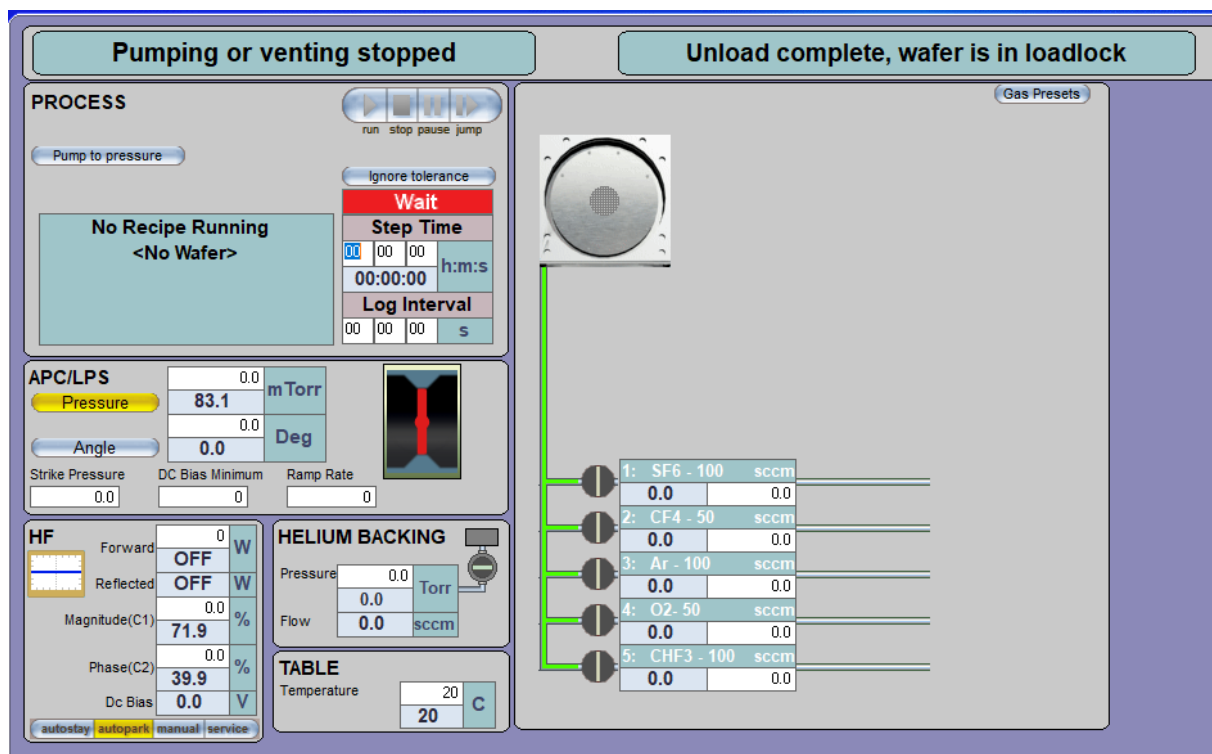 Pumping or venting stopped
Unload complete, wafer is in loadlock
PROCESS
run stop pause jump
Pump to pressure
Ignore tolerance
Wait
No Recipe Running
<No Wafer>
Step Time
00 00 00
00:00:00
h:m:s
Log Interval
00 00 00 s
APC/LPS
Pressure
0.0
83.1
mTorr
Angle
0.0
0.0
Deg
Strike Pressure DC Bias Minimum Ramp Rate
0.0 0 0
HF
Forward 0 W
OFF
Reflected OFF W
Magnitude(C1) 0.0 %
71.9
Phase(C2) 0.0 %
39.9
Dc Bias 0.0 V
autostay autopark manual service
HELIUM BACKING
Pressure 0.0 Torr
0.0
Flow 0.0 sccm
TABLE
Temperature 20 C
20
Gas Presets
1: SF6 - 100 sccm
0.0 0.0
2: CF4 - 50 sccm
0.0 0.0
3: Ar - 100 sccm
0.0 0.0
4: O2- 50 sccm
0.0 0.0
5: CHF3 - 100 sccm
0.0 0.0